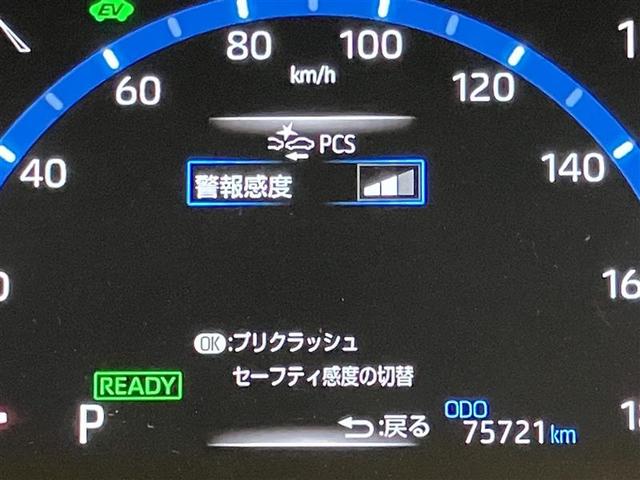 EV
80
100
km/h
60
120
PCS
40
警報感度
140
OK:プリクラッシュ
セーフティ感度の切替
READY
P
:戻る
ODO
75721km